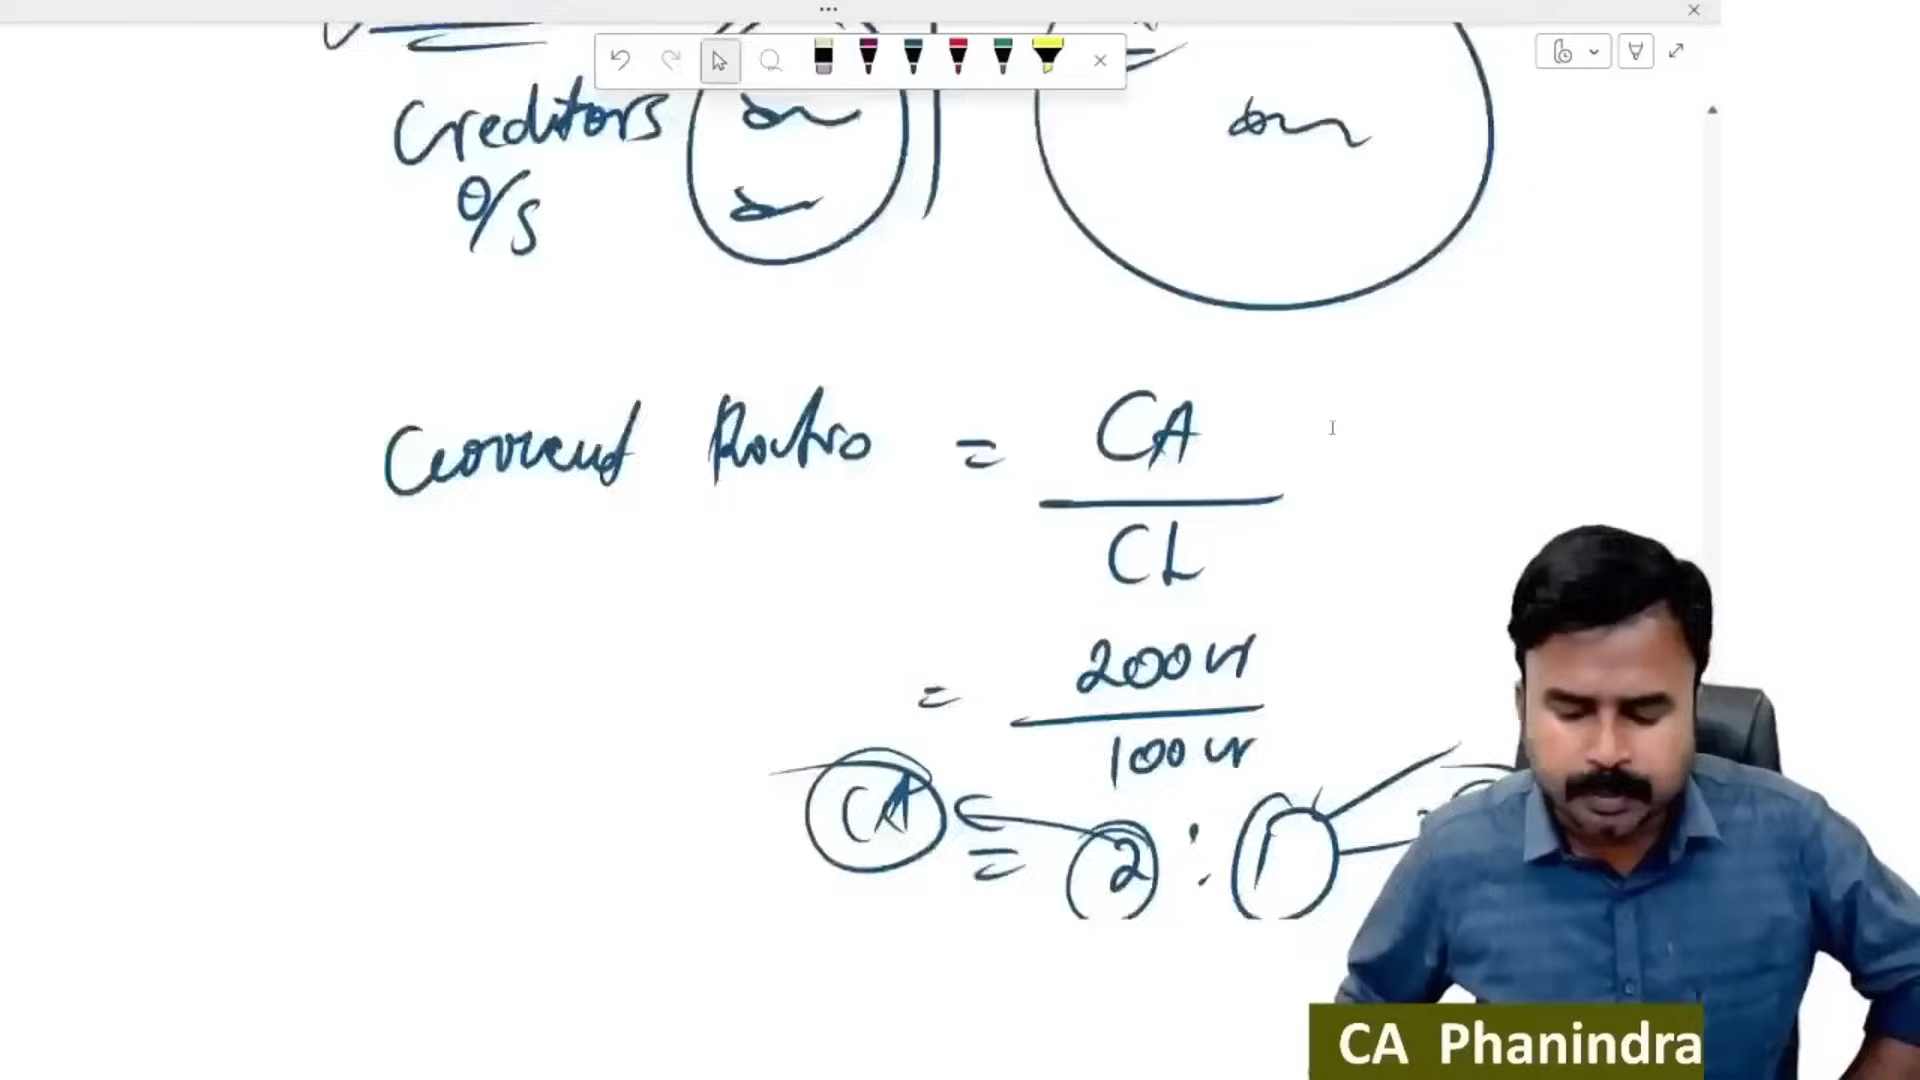 Creditors
O/S
Current Ratio = CA
CL
= 200 cr
100 cr
CA
= 2 : 1
CA Phanindra